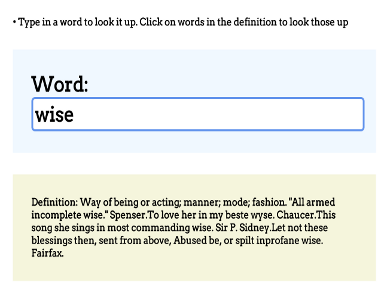 • Type in a word to look it up. Click on words in the definition to look those up
Word:
wise
Definition: Way of being or acting; manner; mode; fashion. "All armed
incomplete wise." Spenser.To love her in my beste wyse. Chaucer.This
song she sings in most commanding wise. Sir P. Sidney.Let not these
blessings then, sent from above, Abused be, or spilt inprofane wise.
Fairfax.